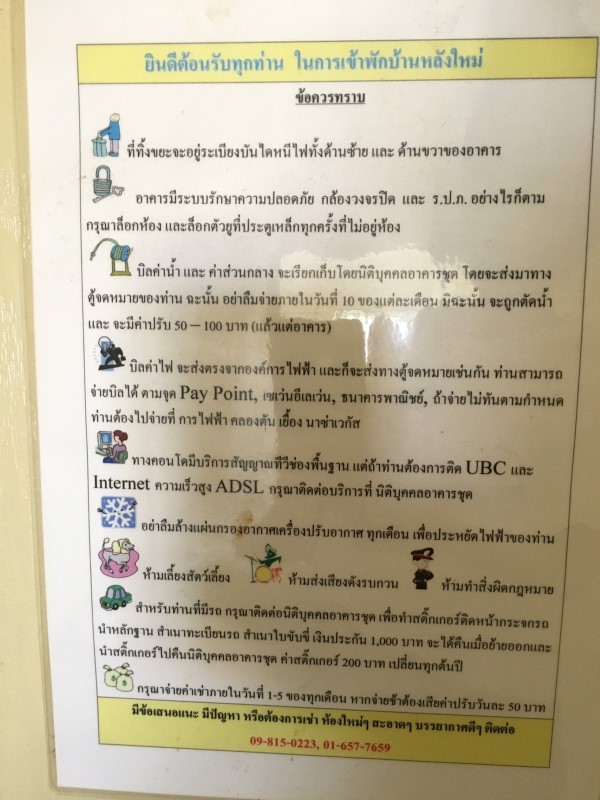 ยินดีต้อนรับทุกท่าน ในการเข้าพักบ้านหลังใหม่
ข้อควรทราบ
ที่ทิ้งขยะจะอยู่ระเบียงบันไดหนีไฟทั้งด้านซ้าย และ ด้านขวาของอาคาร
อาคารมีระบบรักษาความปลอดภัย กล้องวงจรปิด และ ร.ป.ภ. อย่างไรก็ตาม
กรุณาล็อกห้อง และล็อกตัวยูที่ประตูเหล็กทุกครั้งที่ไม่อยู่ห้อง
บิลค่าน้ำ และ ค่าส่วนกลาง จะเรียกเก็บโดยนิติบุคคลอาคารชุด โดยจะส่งมาทาง
ตู้จดหมายของท่าน ฉะนั้น อย่าลืมจ่ายภายในวันที่ 10 ของแต่ละเดือน มิฉะนั้น จะถูกตัดน้ำ
และ จะมีค่าปรับ 50 – 100 บาท (แล้วแต่อาคาร)
บิลค่าไฟ จะส่งตรงจากองค์การไฟฟ้า และก็จะส่งทางตู้จดหมายเช่นกัน ท่านสามารถ
จ่ายบิลได้ ตามจุด Pay Point, เซเว่นอีเลเว่น, ธนาคารพาณิชย์, ถ้าจ่ายไม่ทันตามกำหนด
ท่านต้องไปจ่ายที่ การไฟฟ้า คลองตัน เยื้อง นาซ่าเวกัส
ทางคอนโดมีบริการสัญญาณทีวีช่องพื้นฐาน แต่ถ้าท่านต้องการติด UBC และ
Internet ความเร็วสูง ADSL กรุณาติดต่อบริการที่ นิติบุคคลอาคารชุด
อย่าลืมล้างแผ่นกรองอากาศเครื่องปรับอากาศ ทุกเดือน เพื่อประหยัดไฟฟ้าของท่าน
ห้ามเลี้ยงสัตว์เลี้ยง ห้ามส่งเสียงดังรบกวน ห้ามทำสิ่งผิดกฎหมาย
สำหรับท่านที่มีรถ กรุณาติดต่อนิติบุคคลอาคารชุด เพื่อทำสติ๊กเกอร์ติดหน้ากระจกรถ
นำหลักฐาน สำเนาทะเบียนรถ สำเนาใบขับขี่ เงินประกัน 1,000 บาท จะได้คืนเมื่อย้ายออกและ
นำสติ๊กเกอร์ไปคืนนิติบุคคลอาคารชุด ค่าสติ๊กเกอร์ 200 บาท เปลี่ยนทุกต้นปี
กรุณาจ่ายค่าเช่าภายในวันที่ 1-5 ของทุกเดือน หากจ่ายช้าต้องเสียค่าปรับวันละ 50 บาท
มีข้อเสนอแนะ มีปัญหา หรือต้องการเช่า ห้องใหม่ๆ สะอาดๆ บรรยากาศดีๆ ติดต่อ
09-815-0223, 01-657-7659